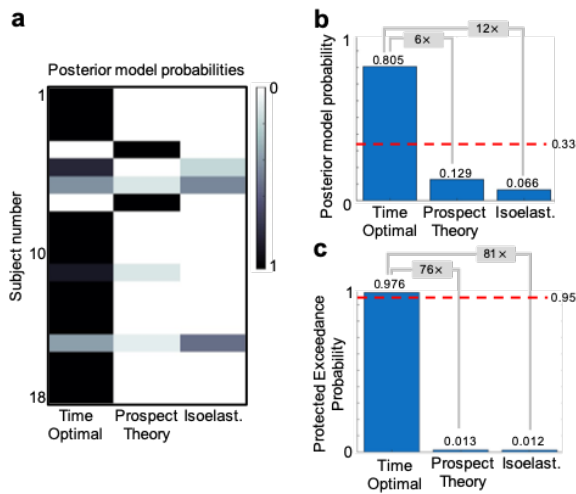 a
Posterior model probabilities
1
10
18
Subject number
0
1
Time
Optimal
Prospect
Theory
Isoelast.
b
12×
6×
1
0.805
0.33
0.129
0.066
0
Posterior model probability
Time
Optimal
Prospect
Theory
Isoelast.
c
81×
76×
1
0.976
0.95
0.013
0.012
0
Protected Exceedance
Probability
Time
Optimal
Prospect
Theory
Isoelast.